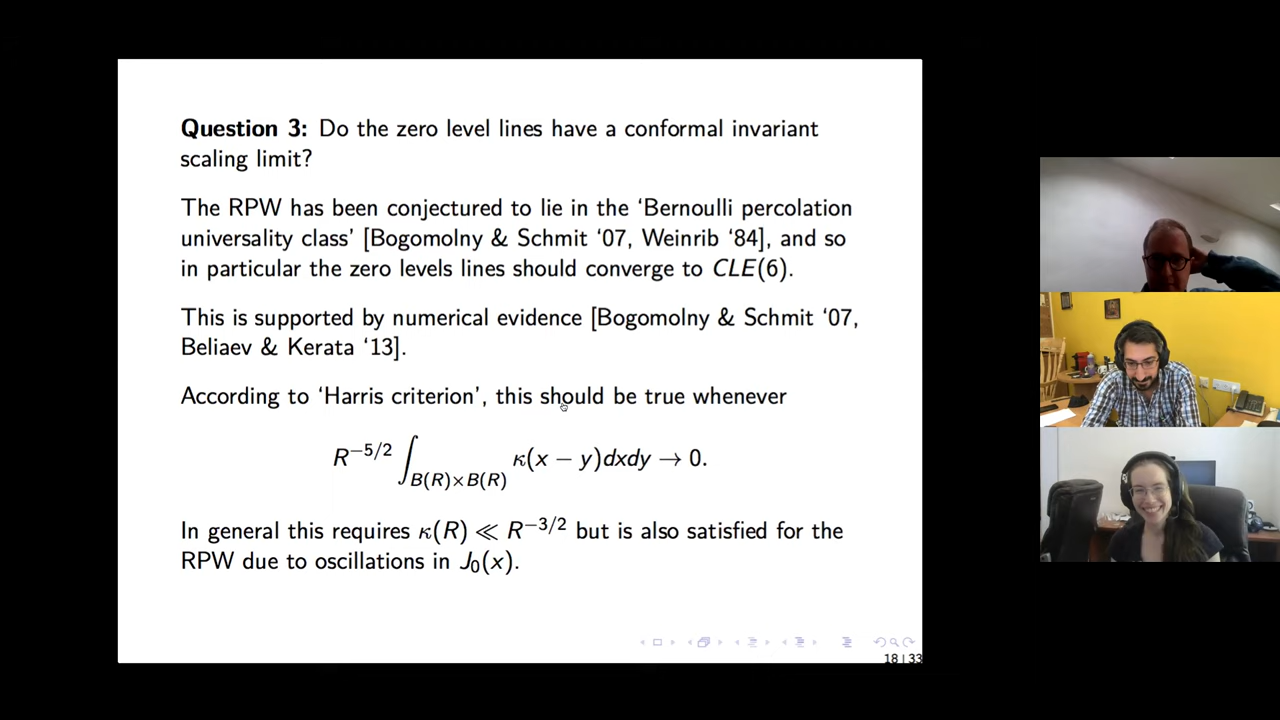 Question 3: Do the zero level lines have a conformal invariant
scaling limit?
The RPW has been conjectured to lie in the ‘Bernoulli percolation
universality class’ [Bogomolny & Schmit ‘07, Weinrib ‘84], and so
in particular the zero levels lines should converge to CLE(6).
This is supported by numerical evidence [Bogomolny & Schmit ‘07,
Beliaev & Kerata ‘13].
According to ‘Harris criterion’, this should be true whenever
R^{−5/2} ∫_{B(R)×B(R)} κ(x − y)dxdy → 0.
In general this requires κ(R) ≪ R^{−3/2} but is also satisfied for the
RPW due to oscillations in J₀(x).
18 | 33